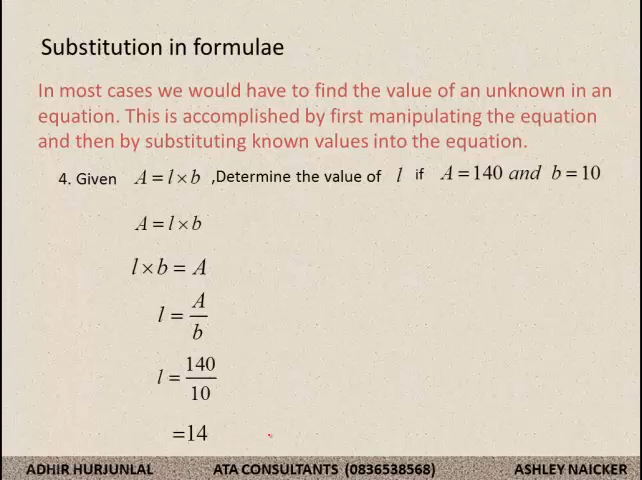 Substitution in formulae
In most cases we would have to find the value of an unknown in an
equation. This is accomplished by first manipulating the equation
and then by substituting known values into the equation.
4. Given A = l × b ,Determine the value of l if A = 140 and b = 10
A = l × b
l × b = A
l = A/b
l = 140/10
=14
ADHIR HURJUNLAL ATA CONSULTANTS (0836538568) ASHLEY NAICKER